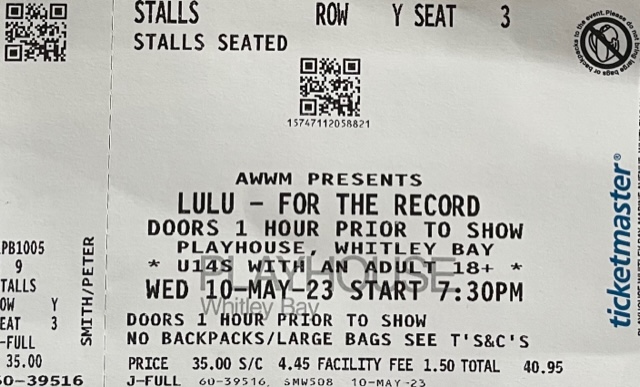 STALLS ROW Y SEAT 3
STALLS SEATED
15747112058821
AWWM PRESENTS
LULU - FOR THE RECORD
DOORS 1 HOUR PRIOR TO SHOW
PLAYHOUSE, WHITLEY BAY
* U14S WITH AN ADULT 18+ *
PLAYHOUSE
WED 10-MAY-23 START 7:30PM
Whitley Bay
DOORS 1 HOUR PRIOR TO SHOW
NO BACKPACKS/LARGE BAGS SEE T'S&C'S
PRICE 35.00 S/C 4.45 FACILITY FEE 1.50 TOTAL 40.95
J-FULL 60-39516 SMW508 10-MAY-23
PB1005
9
TALLS
OW Y
EAT 3
-FULL
35.00
60-39516
SMITH/PETER
ticketmaster®